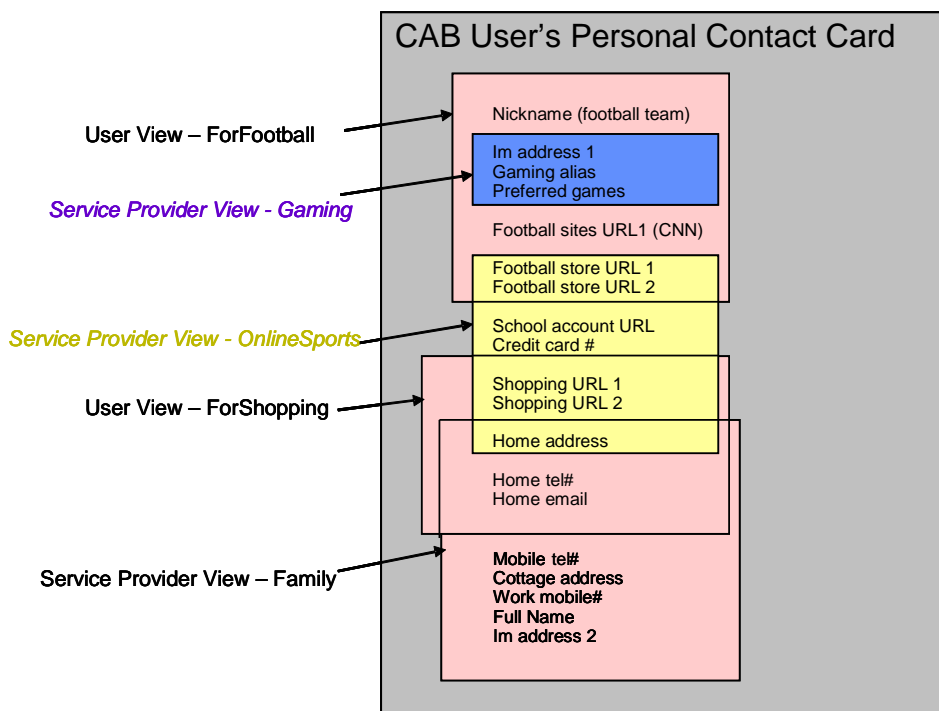 CAB User's Personal Contact Card
User View – ForFootball
Service Provider View - Gaming
Service Provider View - OnlineSports
User View – ForShopping
Service Provider View – Family
Nickname (football team)
Im address 1
Gaming alias
Preferred games
Football sites URL1 (CNN)
Football store URL 1
Football store URL 2
School account URL
Credit card #
Shopping URL 1
Shopping URL 2
Home address
Home tel#
Home email
Mobile tel#
Cottage address
Work mobile#
Full Name
Im address 2